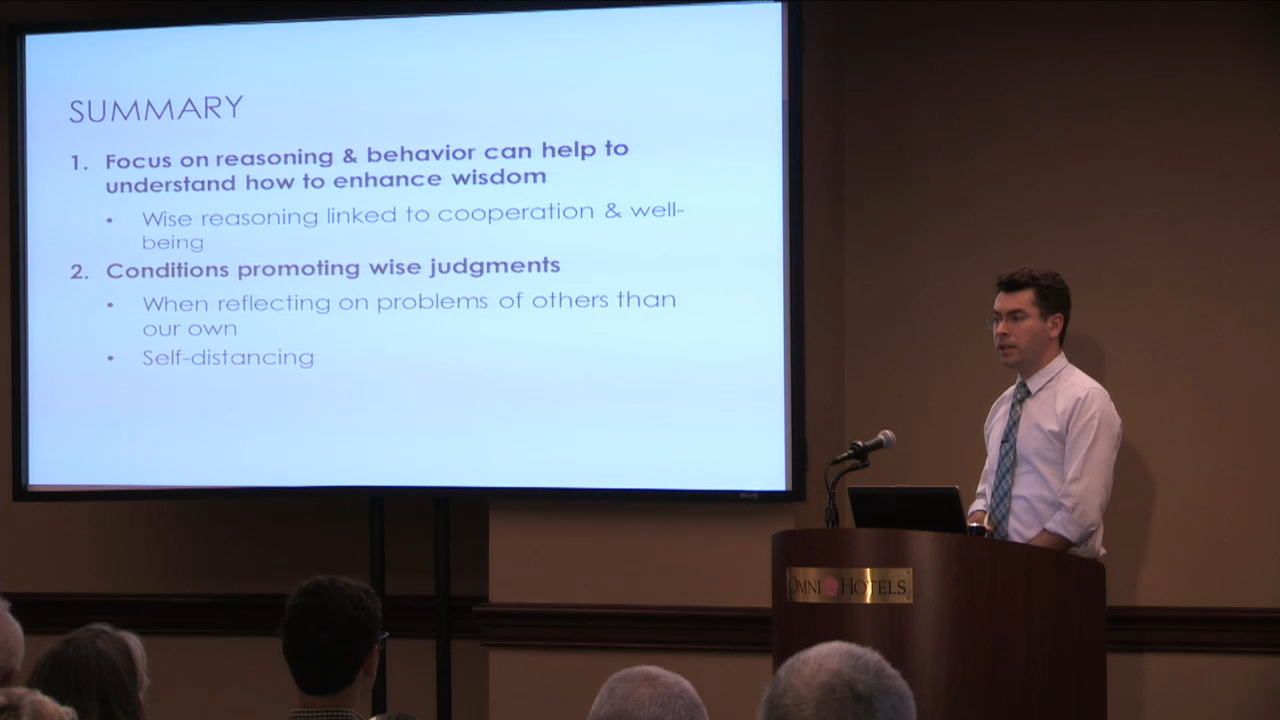 SUMMARY
1. Focus on reasoning & behavior can help to
understand how to enhance wisdom
• Wise reasoning linked to cooperation & well-
being
2. Conditions promoting wise judgments
• When reflecting on problems of others than
our own
• Self-distancing
OMNI HOTELS